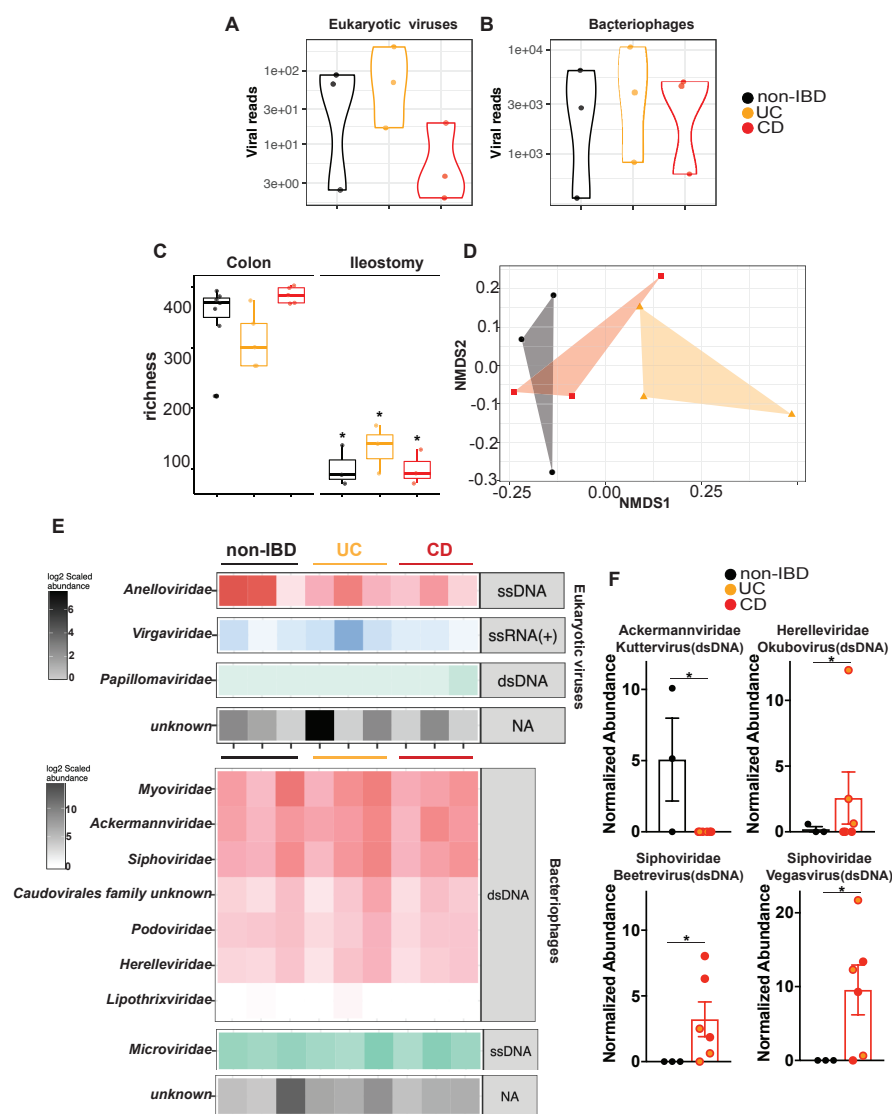 A Eukaryotic viruses
Viral reads
1e+02
3e+01
1e+01
3e+00
B Bacteriophages
Viral reads
1e+04
3e+03
1e+03
non-IBD
UC
CD
C
Colon Ileostomy
richness
400
300
200
100
* * *
D
NMDS2
0.2
0.1
0.0
-0.1
-0.2
-0.3
-0.25 0.00 0.25
NMDS1
E
non-IBD UC CD
log2 Scaled
abundance
6
4
2
0
Anelloviridae ssDNA
Virgaviridae ssRNA(+)
Papillomaviridae dsDNA
unknown NA
Eukaryotic viruses
log2 Scaled
abundance
10
5
0
Myoviridae
Ackermannviridae
Siphoviridae
Caudovirales family unknown
Podoviridae
Herelleviridae
Lipothrixviridae
dsDNA
Microviridae ssDNA
unknown NA
Bacteriophages
F
non-IBD
UC
CD
Ackermannviridae
Kuttervirus(dsDNA)
Normalized Abundance
10
5
0
*
Herelleviridae
Okubovirus(dsDNA)
Normalized Abundance
10
5
0
*
Siphoviridae
Beetrevirus(dsDNA)
Normalized Abundance
10
5
0
*
Siphoviridae
Vegasvirus(dsDNA)
Normalized Abundance
20
10
0
*